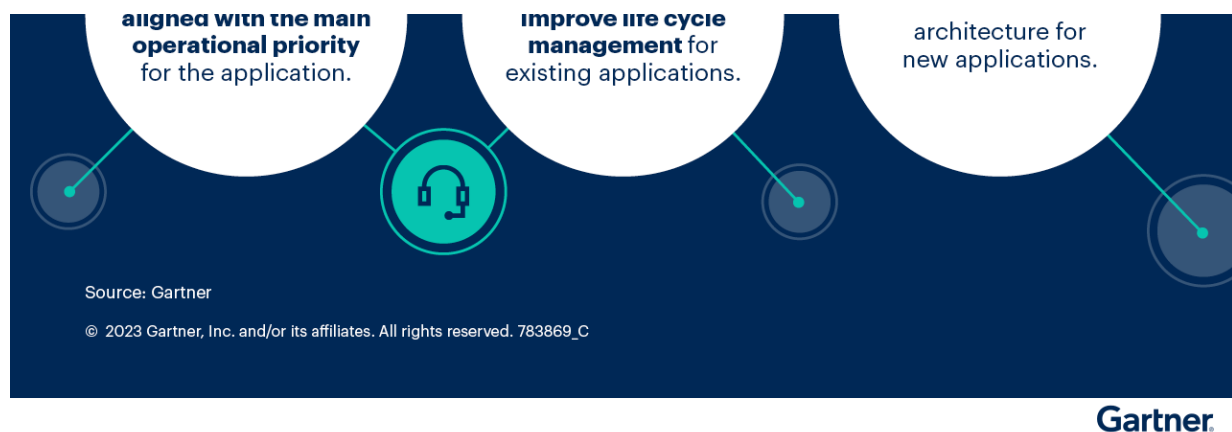 aligned with the main
operational priority
for the application.
improve life cycle
management for
existing applications.
architecture for
new applications.
Source: Gartner
© 2023 Gartner, Inc. and/or its affiliates. All rights reserved. 783869_C
Gartner